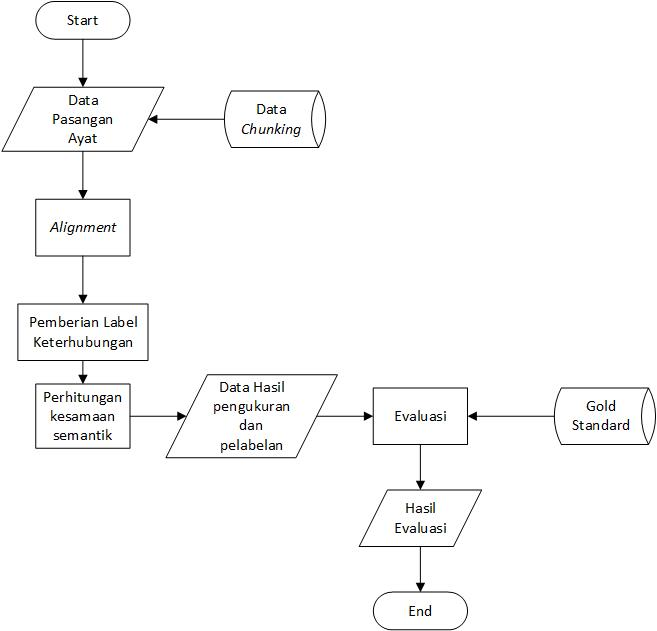 Start
Data
Pasangan
Ayat
Data
Chunking
Alignment
Pemberian Label
Keterhubungan
Perhitungan
kesamaan
semantik
Data Hasil
pengukuran
dan
pelabelan
Evaluasi
Gold
Standard
Hasil
Evaluasi
End